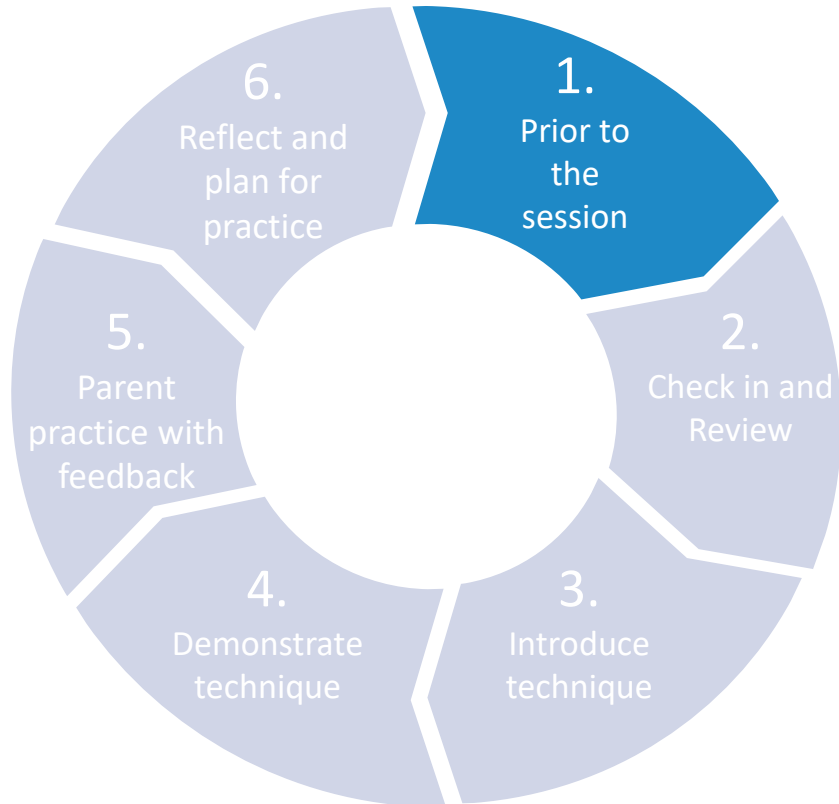 1.
Prior to
the
session
2.
Check in and
Review
3.
Introduce
technique
4.
Demonstrate
technique
5.
Parent
practice with
feedback
6.
Reflect and
plan for
practice